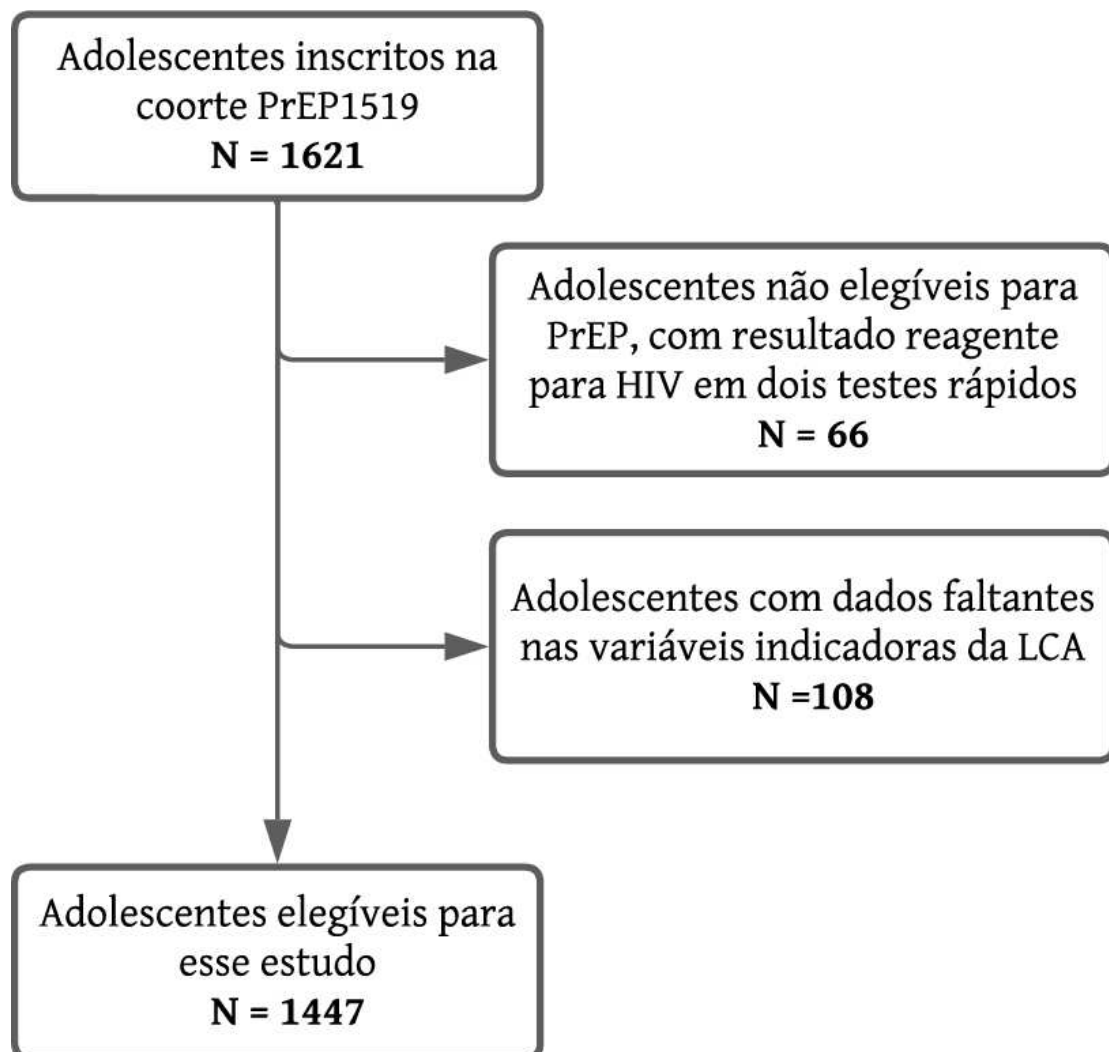 Adolescentes inscritos na
coorte PrEP1519
N = 1621
Adolescentes não elegíveis para
PrEP, com resultado reagente
para HIV em dois testes rápidos
N = 66
Adolescentes com dados faltantes
nas variáveis indicadoras da LCA
N =108
Adolescentes elegíveis para
esse estudo
N = 1447